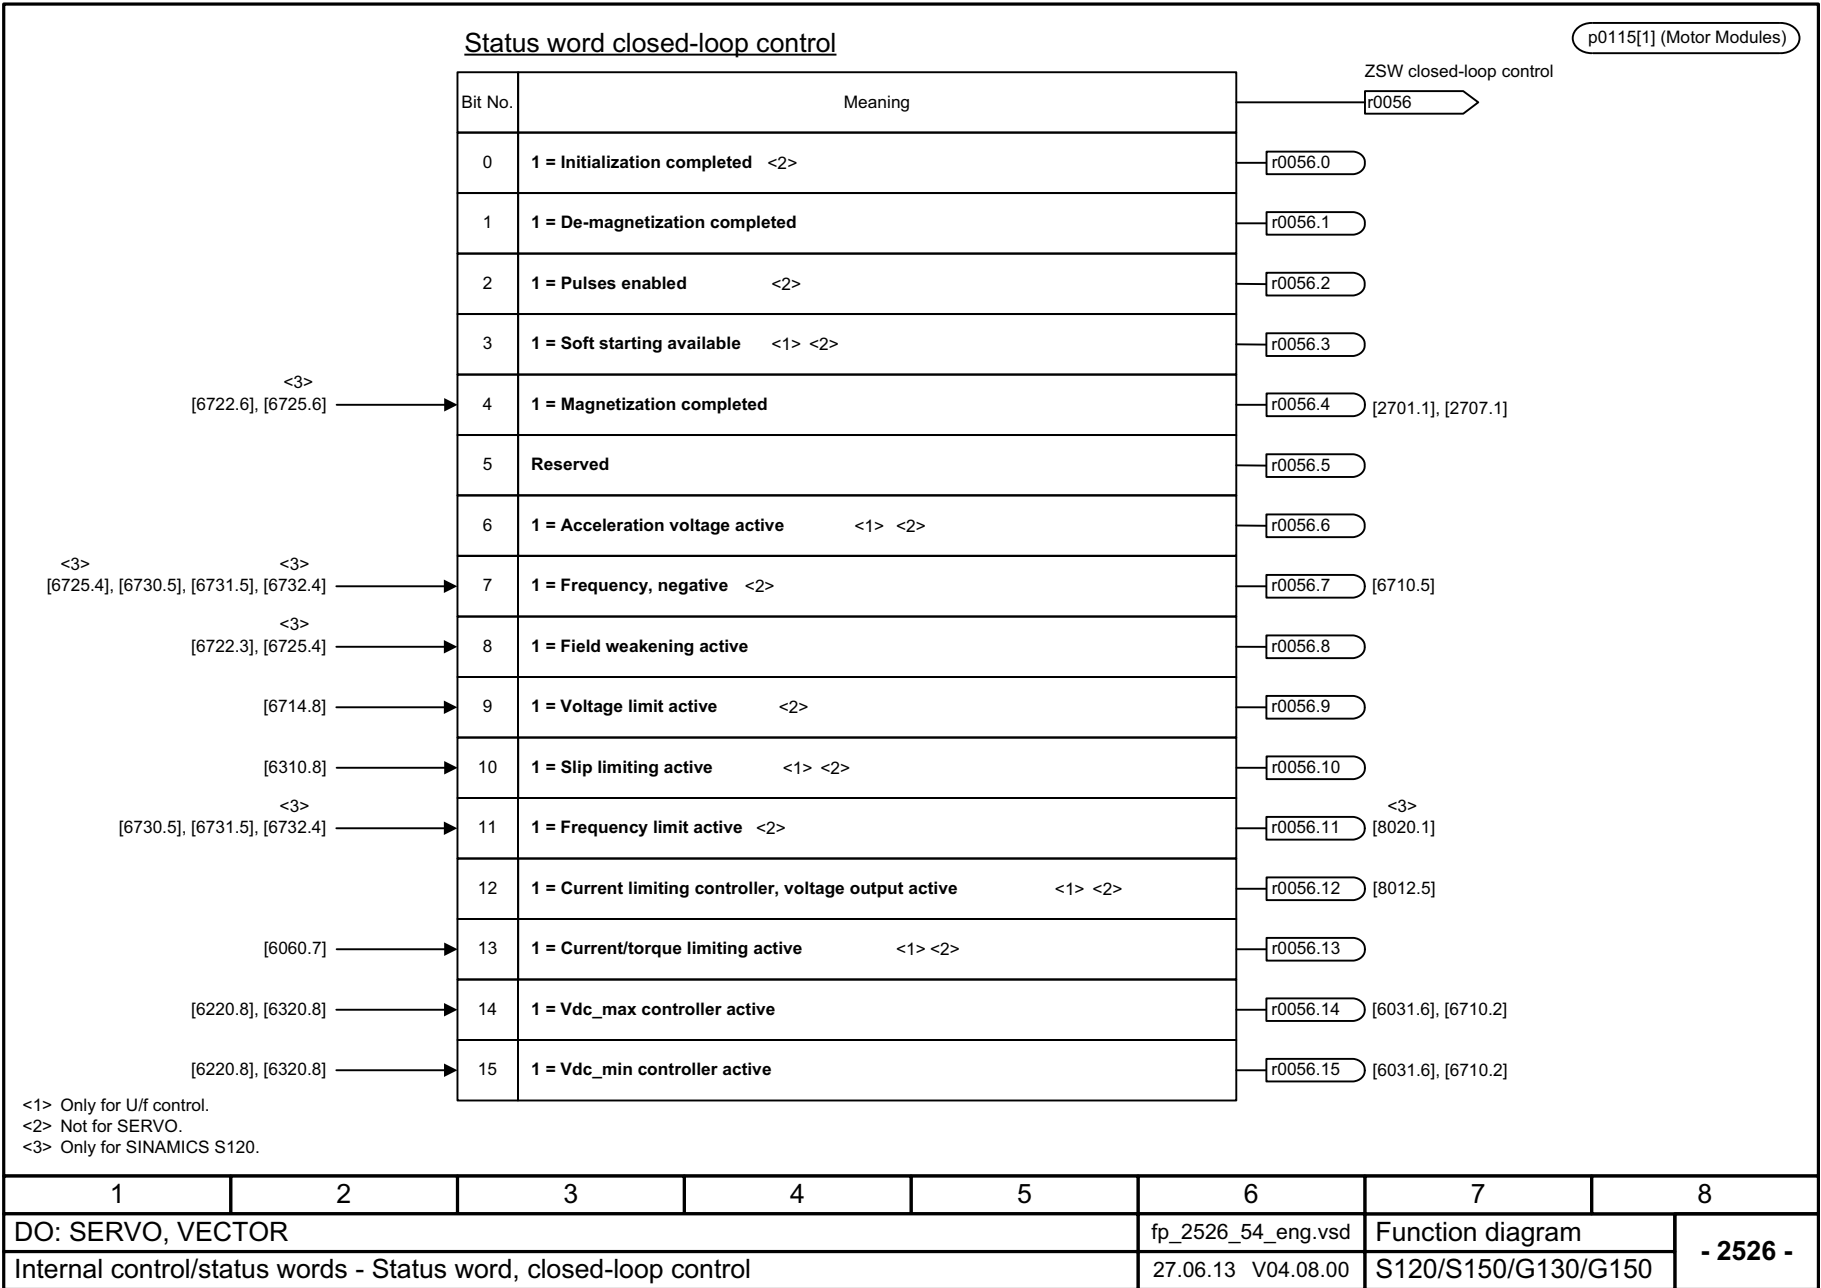 Status word closed-loop control
p0115[1] (Motor Modules)
ZSW closed-loop control
Bit No. Meaning r0056
0 1 = Initialization completed <2> r0056.0
1 1 = De-magnetization completed r0056.1
2 1 = Pulses enabled <2> r0056.2
3 1 = Soft starting available <1> <2> r0056.3
<3>
[6722.6], [6725.6] 4 1 = Magnetization completed r0056.4 [2701.1], [2707.1]
5 Reserved r0056.5
6 1 = Acceleration voltage active <1> <2> r0056.6
<3> <3>
[6725.4], [6730.5], [6731.5], [6732.4] 7 1 = Frequency, negative <2> r0056.7 [6710.5]
<3>
[6722.3], [6725.4] 8 1 = Field weakening active r0056.8
[6714.8] 9 1 = Voltage limit active <2> r0056.9
[6310.8] 10 1 = Slip limiting active <1> <2> r0056.10
<3> <3>
[6730.5], [6731.5], [6732.4] 11 1 = Frequency limit active <2> r0056.11 [8020.1]
12 1 = Current limiting controller, voltage output active <1> <2> r0056.12 [8012.5]
[6060.7] 13 1 = Current/torque limiting active <1> <2> r0056.13
[6220.8], [6320.8] 14 1 = Vdc_max controller active r0056.14 [6031.6], [6710.2]
[6220.8], [6320.8] 15 1 = Vdc_min controller active r0056.15 [6031.6], [6710.2]
<1> Only for U/f control.
<2> Not for SERVO.
<3> Only for SINAMICS S120.
1 2 3 4 5 6 7 8
DO: SERVO, VECTOR fp_2526_54_eng.vsd Function diagram - 2526 -
Internal control/status words - Status word, closed-loop control 27.06.13 V04.08.00 S120/S150/G130/G150